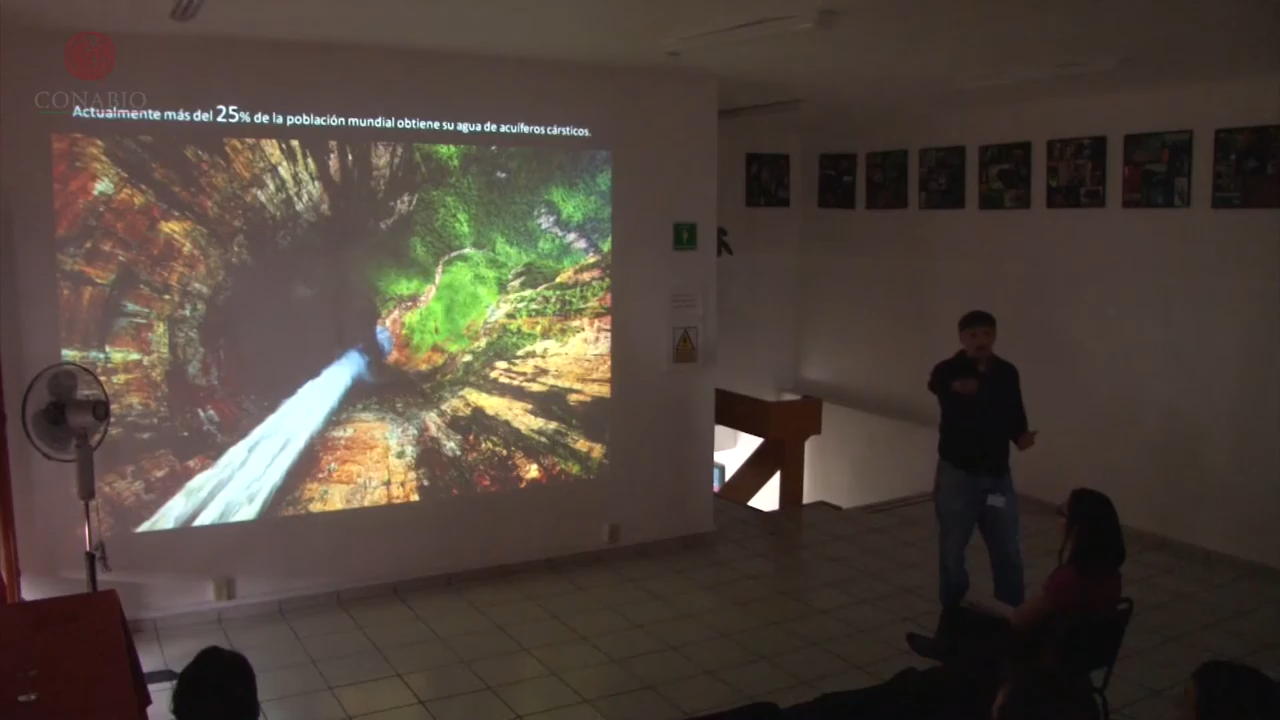 CONABIO
Actualmente más del 25% de la población mundial obtiene su agua de acuíferos cársticos.